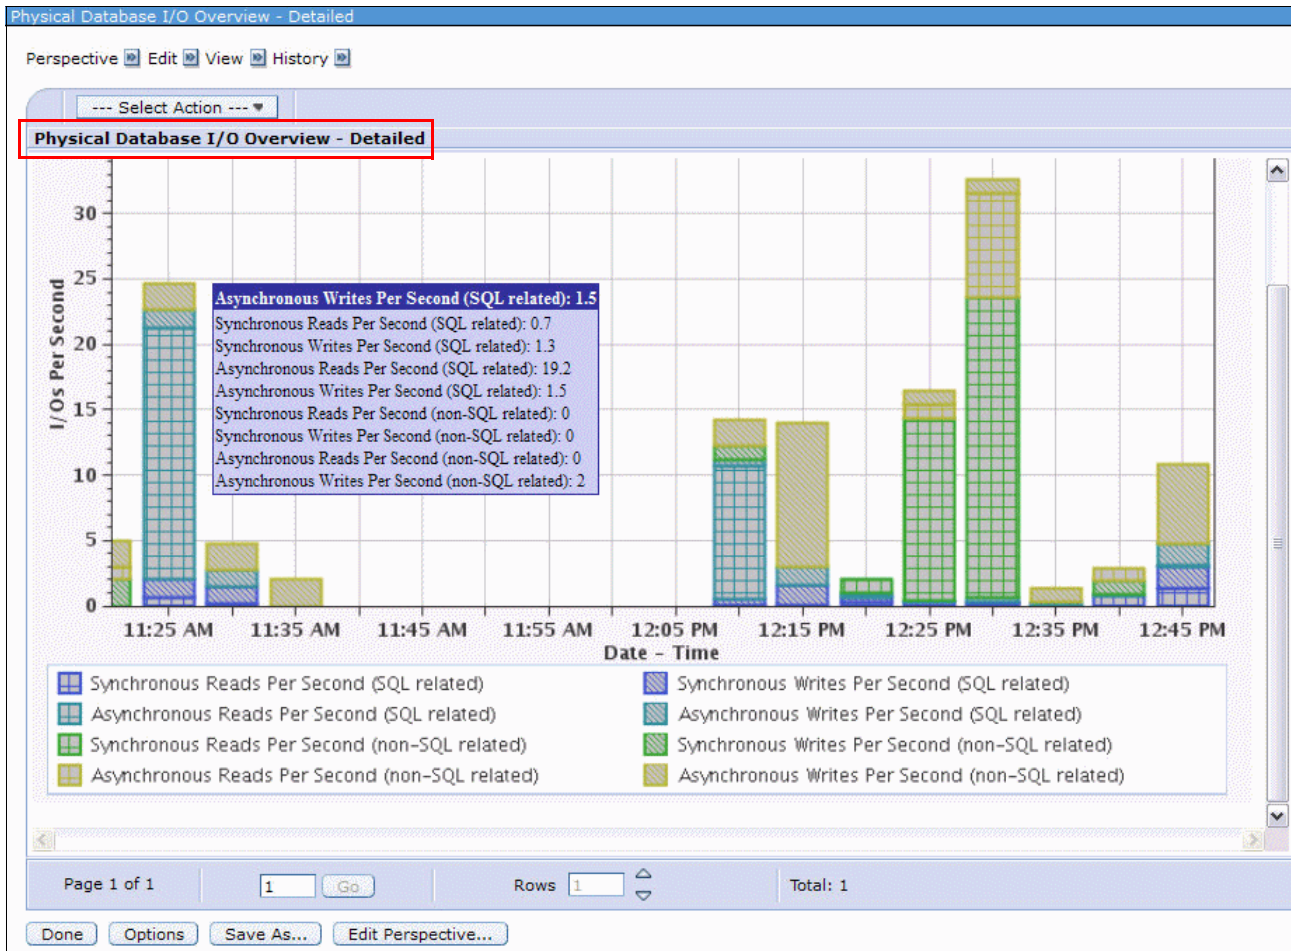 Physical Database I/O Overview - Detailed
Perspective Edit View History
--- Select Action ---
Physical Database I/O Overview - Detailed
30
25
20
15
10
5
0
I/Os Per Second
Asynchronous Writes Per Second (SQL related): 1.5
Synchronous Reads Per Second (SQL related): 0.7
Synchronous Writes Per Second (SQL related): 1.3
Asynchronous Reads Per Second (SQL related): 19.2
Asynchronous Writes Per Second (SQL related): 1.5
Synchronous Reads Per Second (non-SQL related): 0
Synchronous Writes Per Second (non-SQL related): 0
Asynchronous Reads Per Second (non-SQL related): 0
Asynchronous Writes Per Second (non-SQL related): 2
11:25 AM 11:35 AM 11:45 AM 11:55 AM 12:05 PM 12:15 PM 12:25 PM 12:35 PM 12:45 PM
Date - Time
Synchronous Reads Per Second (SQL related) Synchronous Writes Per Second (SQL related)
Asynchronous Reads Per Second (SQL related) Asynchronous Writes Per Second (SQL related)
Synchronous Reads Per Second (non-SQL related) Synchronous Writes Per Second (non-SQL related)
Asynchronous Reads Per Second (non-SQL related) Asynchronous Writes Per Second (non-SQL related)
Page 1 of 1 1 Go Rows 1 Total: 1
Done Options Save As... Edit Perspective...